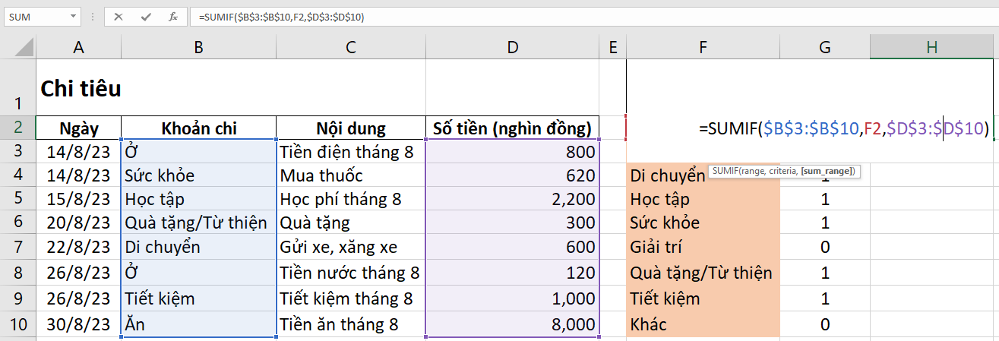 SUM =SUMIF($B$3:$B$10,F2,$D$3:$D$10)
A B C D E F G H
1 Chi tiêu
2 Ngày Khoản chi Nội dung Số tiền (nghìn đồng) =SUMIF($B$3:$B$10,F2,$D$3:$D$10)
3 14/8/23 Ở Tiền điện tháng 8 800
SUMIF(range, criteria, [sum_range])
4 14/8/23 Sức khỏe Mua thuốc 620 Di chuyển 1
5 15/8/23 Học tập Học phí tháng 8 2,200 Học tập 1
6 20/8/23 Quà tặng/Từ thiện Quà tặng 300 Sức khỏe 1
7 22/8/23 Di chuyển Gửi xe, xăng xe 600 Giải trí 0
8 26/8/23 Ở Tiền nước tháng 8 120 Quà tặng/Từ thiện 1
9 26/8/23 Tiết kiệm Tiết kiệm tháng 8 1,000 Tiết kiệm 1
10 30/8/23 Ăn Tiền ăn tháng 8 8,000 Khác 0